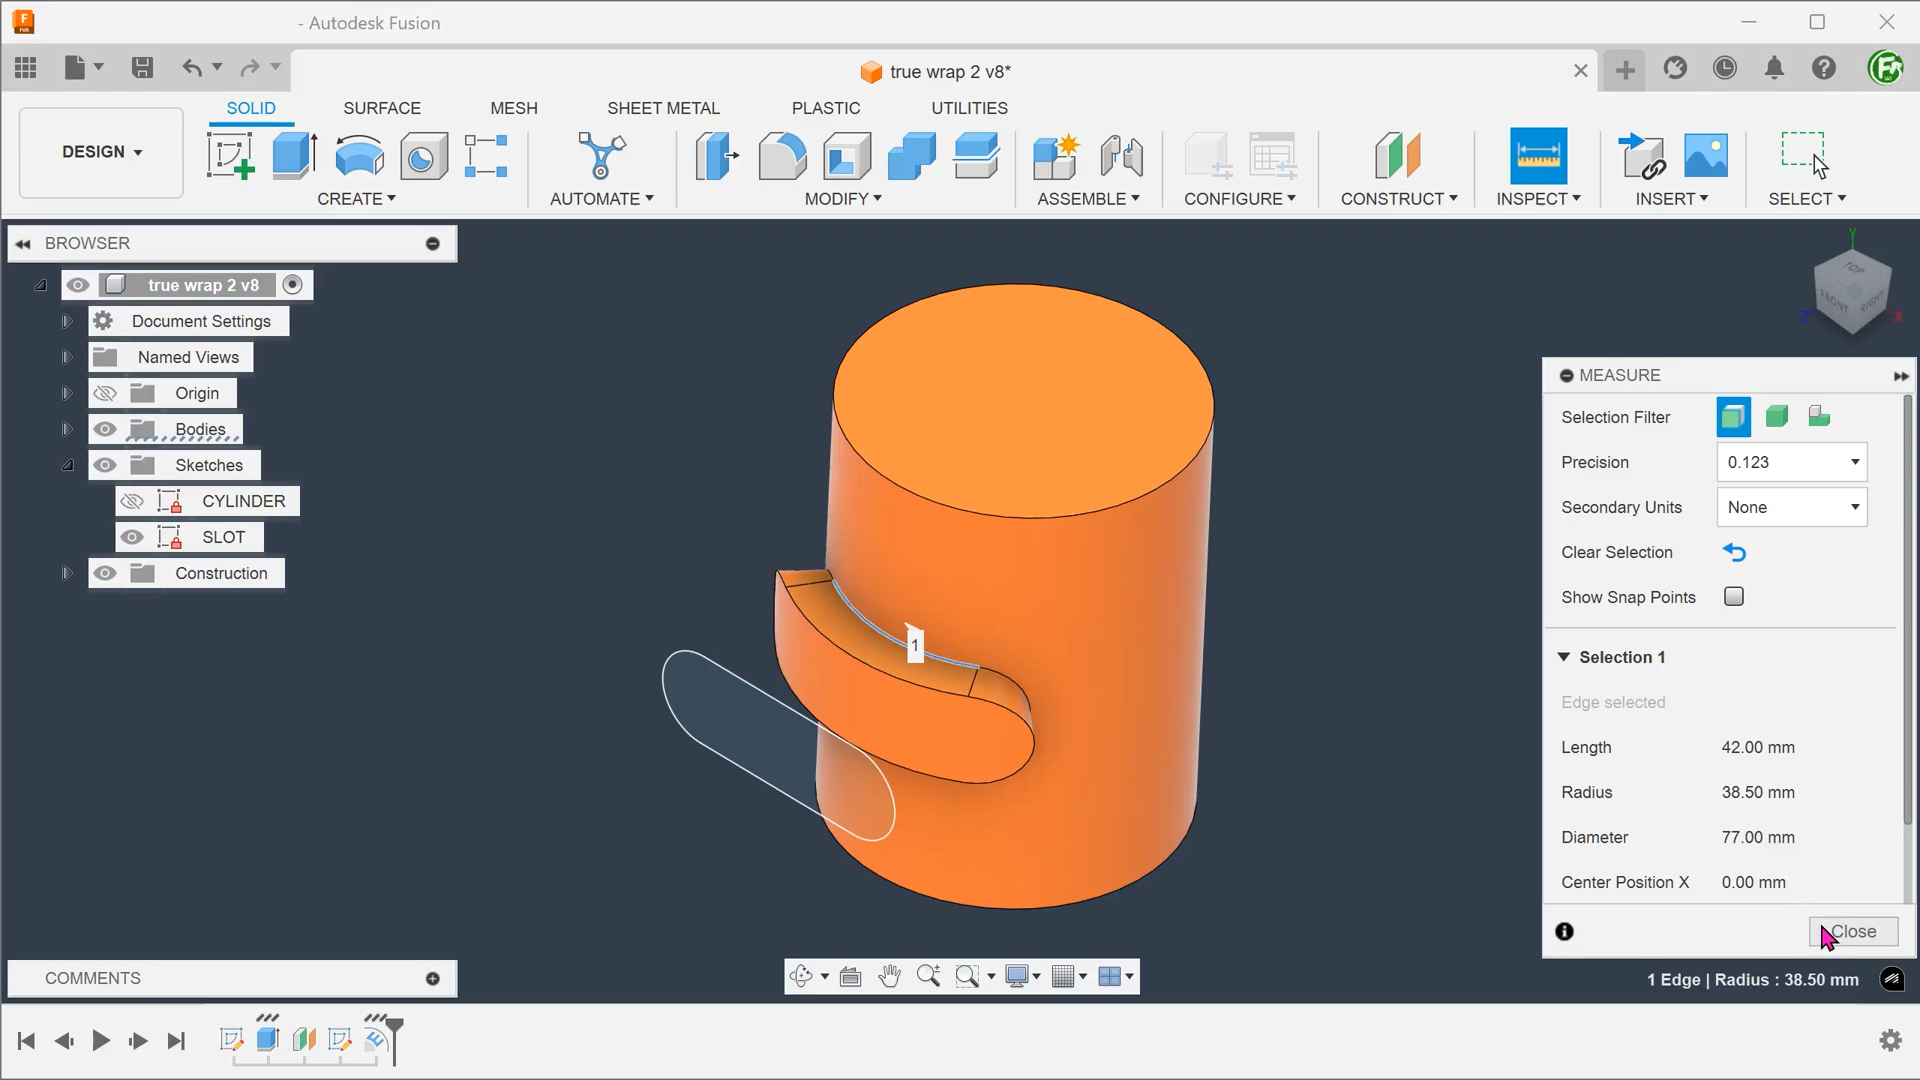 - Autodesk Fusion
true wrap 2 v8*
SOLID SURFACE MESH SHEET METAL PLASTIC UTILITIES
DESIGN
CREATE AUTOMATE MODIFY ASSEMBLE CONFIGURE CONSTRUCT INSPECT INSERT SELECT
BROWSER
true wrap 2 v8
Document Settings
Named Views
Origin
Bodies
Sketches
CYLINDER
SLOT
Construction
Y
TOP
FRONT RIGHT
Z X
1
MEASURE
Selection Filter
Precision 0.123
Secondary Units None
Clear Selection
Show Snap Points
Selection 1
Edge selected
Length 42.00 mm
Radius 38.50 mm
Diameter 77.00 mm
Center Position X 0.00 mm
Close
COMMENTS
1 Edge | Radius : 38.50 mm